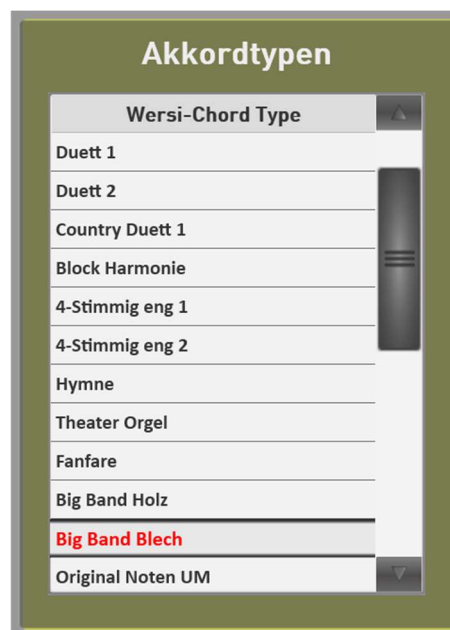 Akkordtypen
Wersi-Chord Type
Duett 1
Duett 2
Country Duett 1
Block Harmonie
4-Stimmig eng 1
4-Stimmig eng 2
Hymne
Theater Orgel
Fanfare
Big Band Holz
Big Band Blech
Original Noten UM